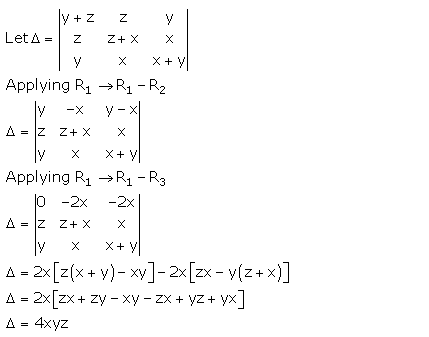 Let Δ = |y + z z y|
|z z + x x|
|y x x + y|
Applying R₁ → R₁ − R₂
Δ = |y −x y − x|
|z z + x x|
|y x x + y|
Applying R₁ → R₁ − R₃
Δ = |0 −2x −2x|
|z z + x x|
|y x x + y|
Δ = 2x[z(x + y) − xy] − 2x[zx − y(z + x)]
Δ = 2x[zx + zy − xy − zx + yz + yx]
Δ = 4xyz